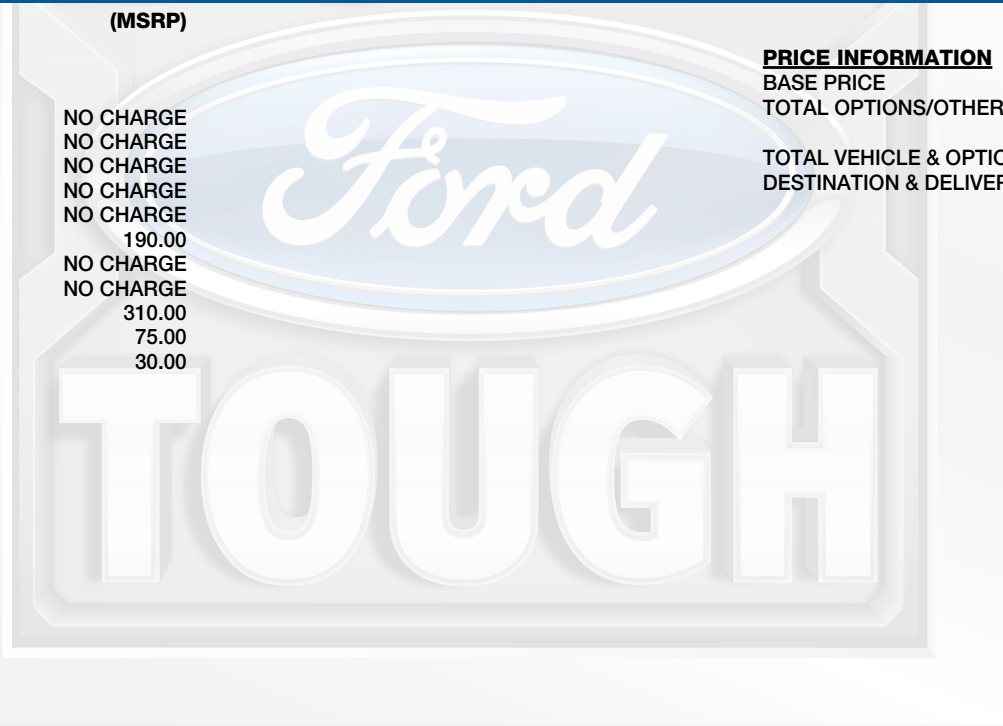 (MSRP)
NO CHARGE
NO CHARGE
NO CHARGE
NO CHARGE
NO CHARGE
190.00
NO CHARGE
NO CHARGE
310.00
75.00
30.00
PRICE INFORMATION
BASE PRICE
TOTAL OPTIONS/OTHER
TOTAL VEHICLE & OPTIO
DESTINATION & DELIVER
Ford
TOUGH